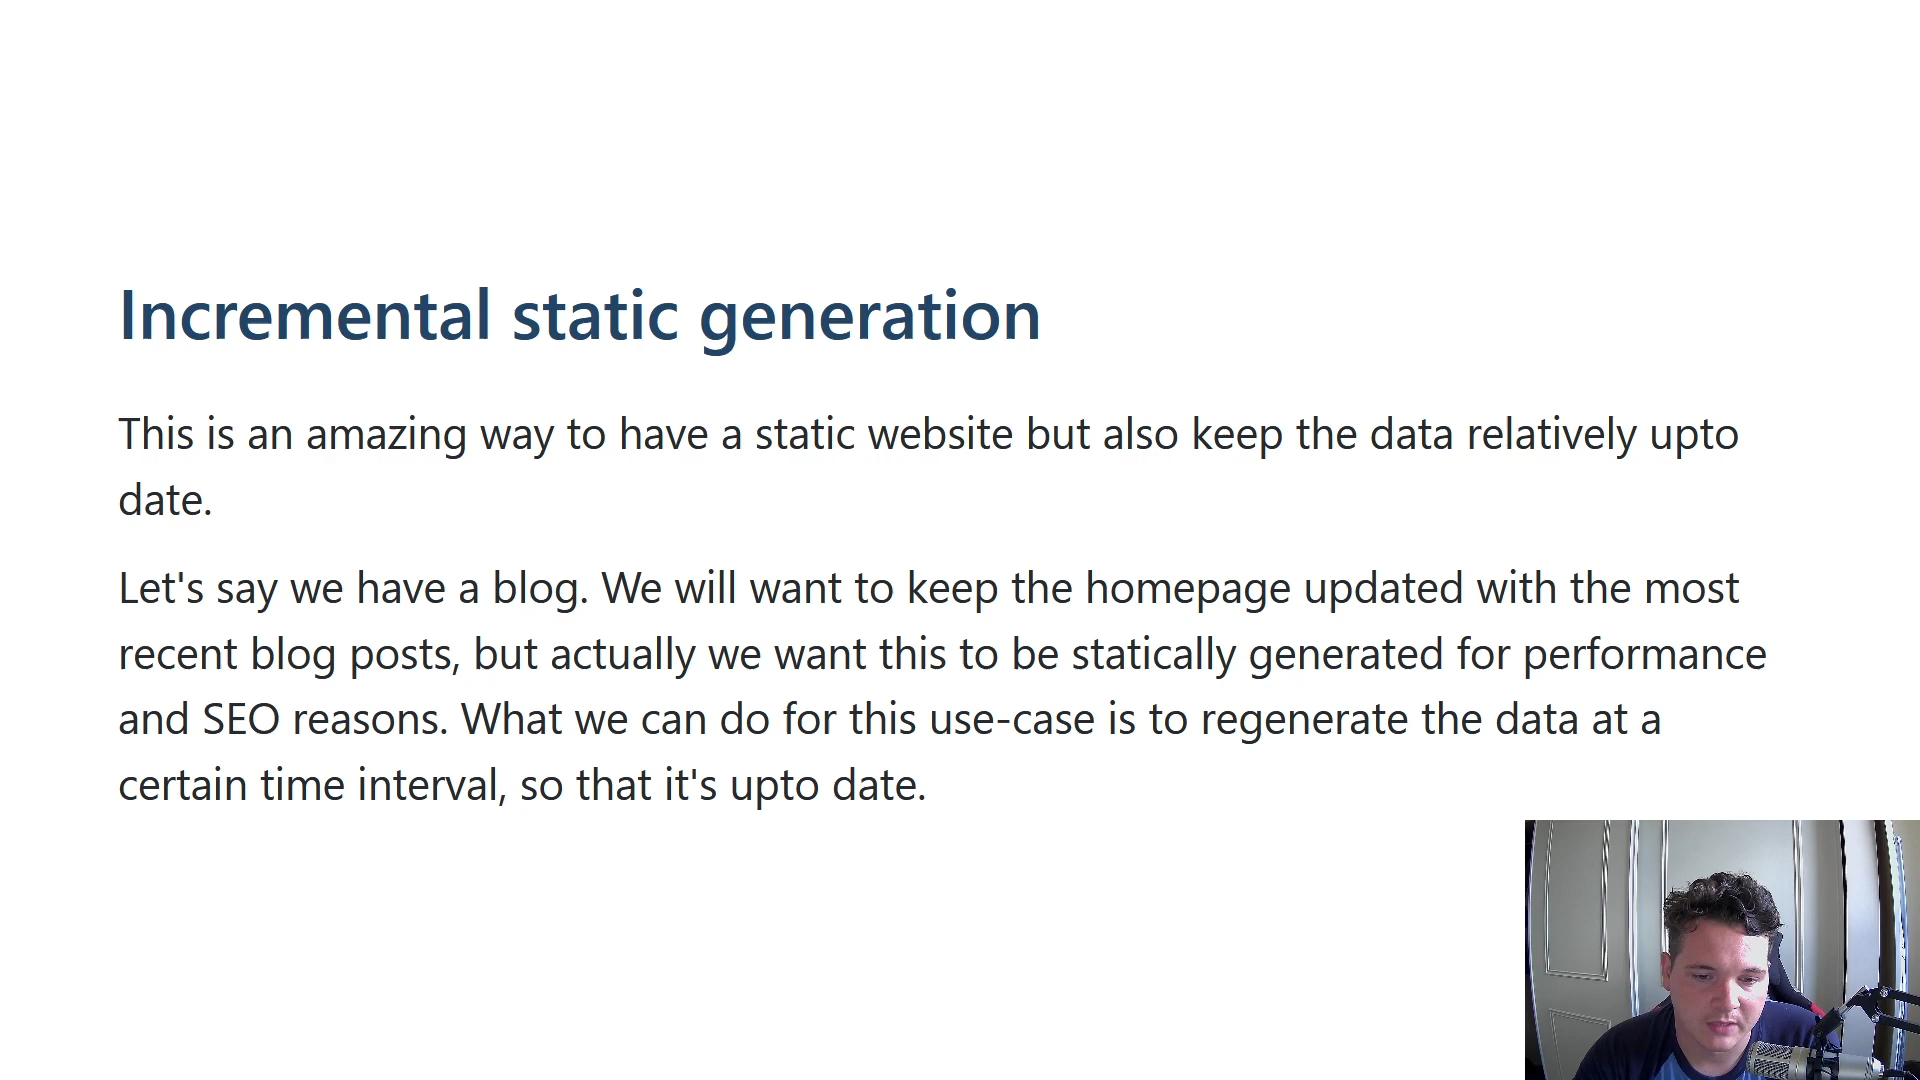 Incremental static generation
This is an amazing way to have a static website but also keep the data relatively upto
date.
Let's say we have a blog. We will want to keep the homepage updated with the most
recent blog posts, but actually we want this to be statically generated for performance
and SEO reasons. What we can do for this use-case is to regenerate the data at a
certain time interval, so that it's upto date.